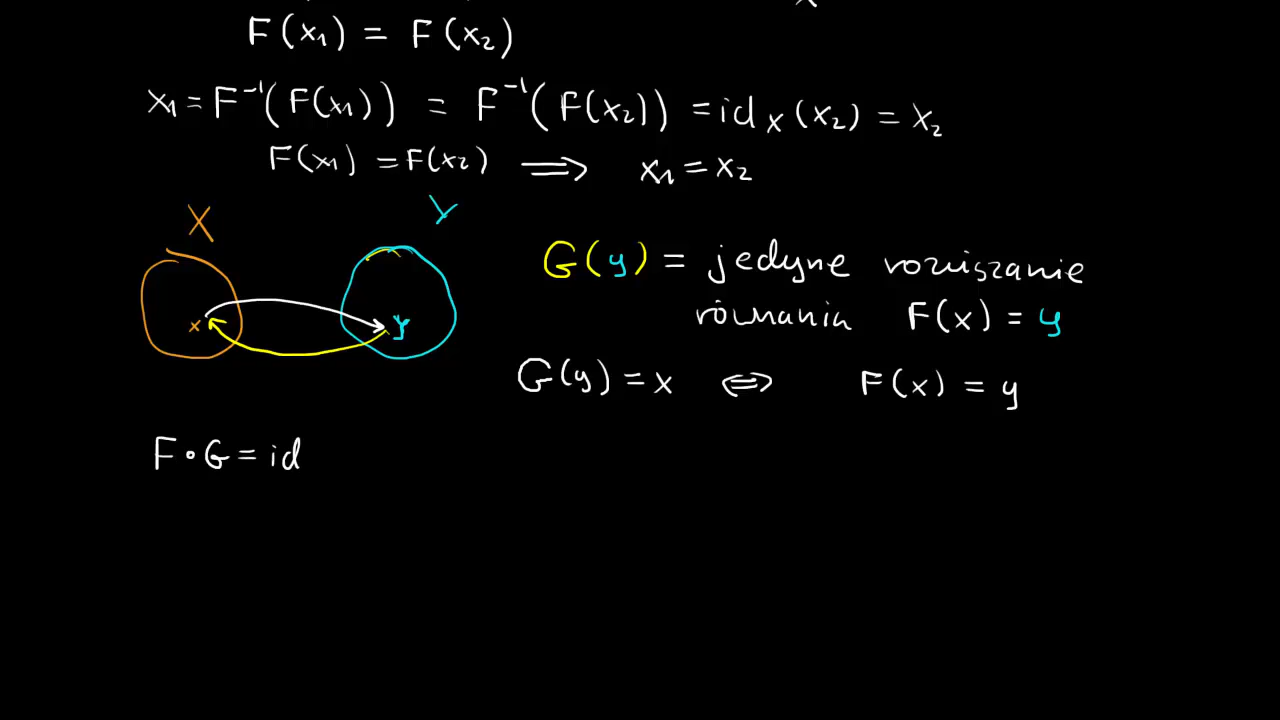 F(x₁) = F(x₂)
x₁ = F⁻¹(F(x₁)) = F⁻¹(F(x₂)) = id_X(x₂) = x₂
F(x₁) = F(x₂) ⟹ x₁ = x₂
X Y
G(y) = jedyne rozwiązanie
równania F(x) = y
x y
G(y) = x ⟺ F(x) = y
F∘G = id